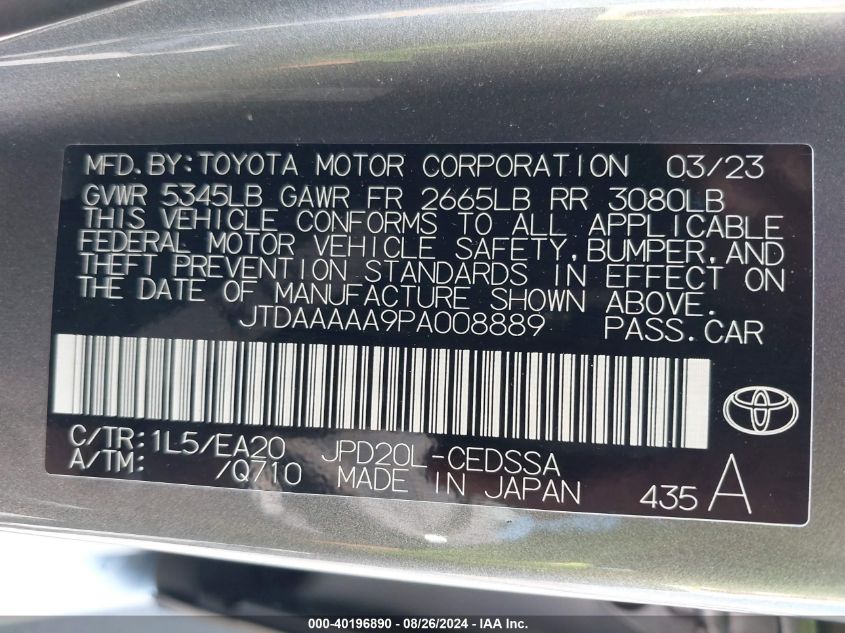 MFD.BY:TOYOTA MOTOR CORPORATION 03/23
GVWR 5345LB GAWR FR 2665LB RR 3080LB
THIS VEHICLE CONFORMS TO ALL APPLICABLE
FEDERAL MOTOR VEHICLE SAFETY,BUMPER,AND
THEFT PREVENTION STANDARDS IN EFFECT ON
THE DATE OF MANUFACTURE SHOWN ABOVE.
JTDAAAAA9PA008889 PASS.CAR
C/TR:1L5/EA20 JPD20L-CEDSSA
A/TM: /Q710 MADE IN JAPAN 435 A
000-40196890 - 08/26/2024 - IAA Inc.